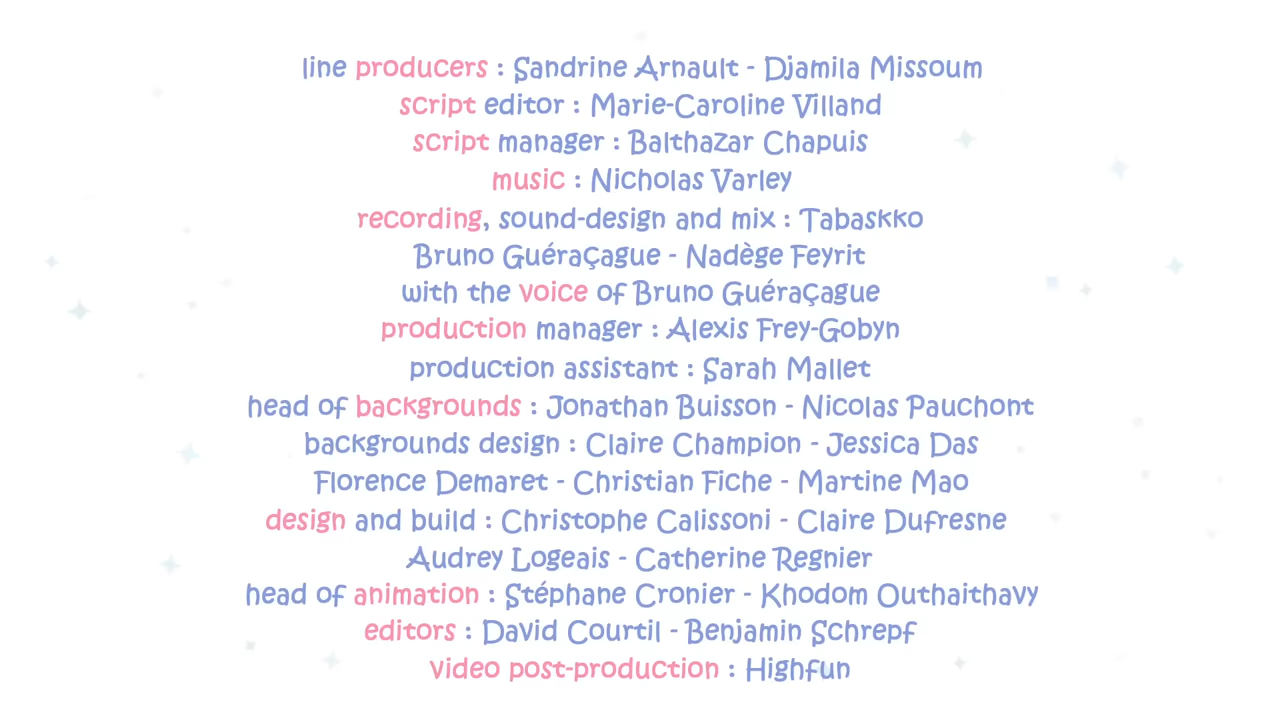 line producers : Sandrine Arnault - Djamila Missoum
script editor : Marie-Caroline Villand
script manager : Balthazar Chapuis
music : Nicholas Varley
recording, sound-design and mix : Tabaskko
Bruno Guéraçague - Nadège Feyrit
with the voice of Bruno Guéraçague
production manager : Alexis Frey-Gobyn
production assistant : Sarah Mallet
head of backgrounds : Jonathan Buisson - Nicolas Pauchont
backgrounds design : Claire Champion - Jessica Das
Florence Demaret - Christian Fiche - Martine Mao
design and build : Christophe Calissoni - Claire Dufresne
Audrey Logeais - Catherine Regnier
head of animation : Stéphane Cronier - Khodom Outhaithavy
editors : David Courtil - Benjamin Schrepf
video post-production : Highfun